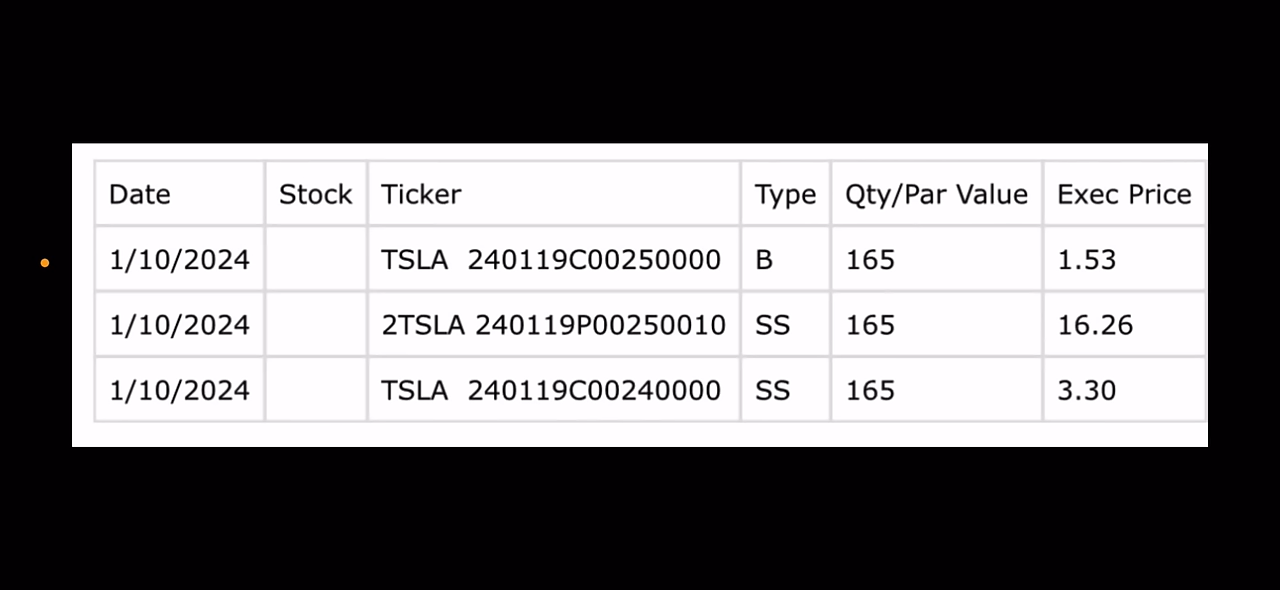 Date Stock Ticker Type Qty/Par Value Exec Price
1/10/2024 TSLA 240119C00250000 B 165 1.53
1/10/2024 2TSLA 240119P00250010 SS 165 16.26
1/10/2024 TSLA 240119C00240000 SS 165 3.30